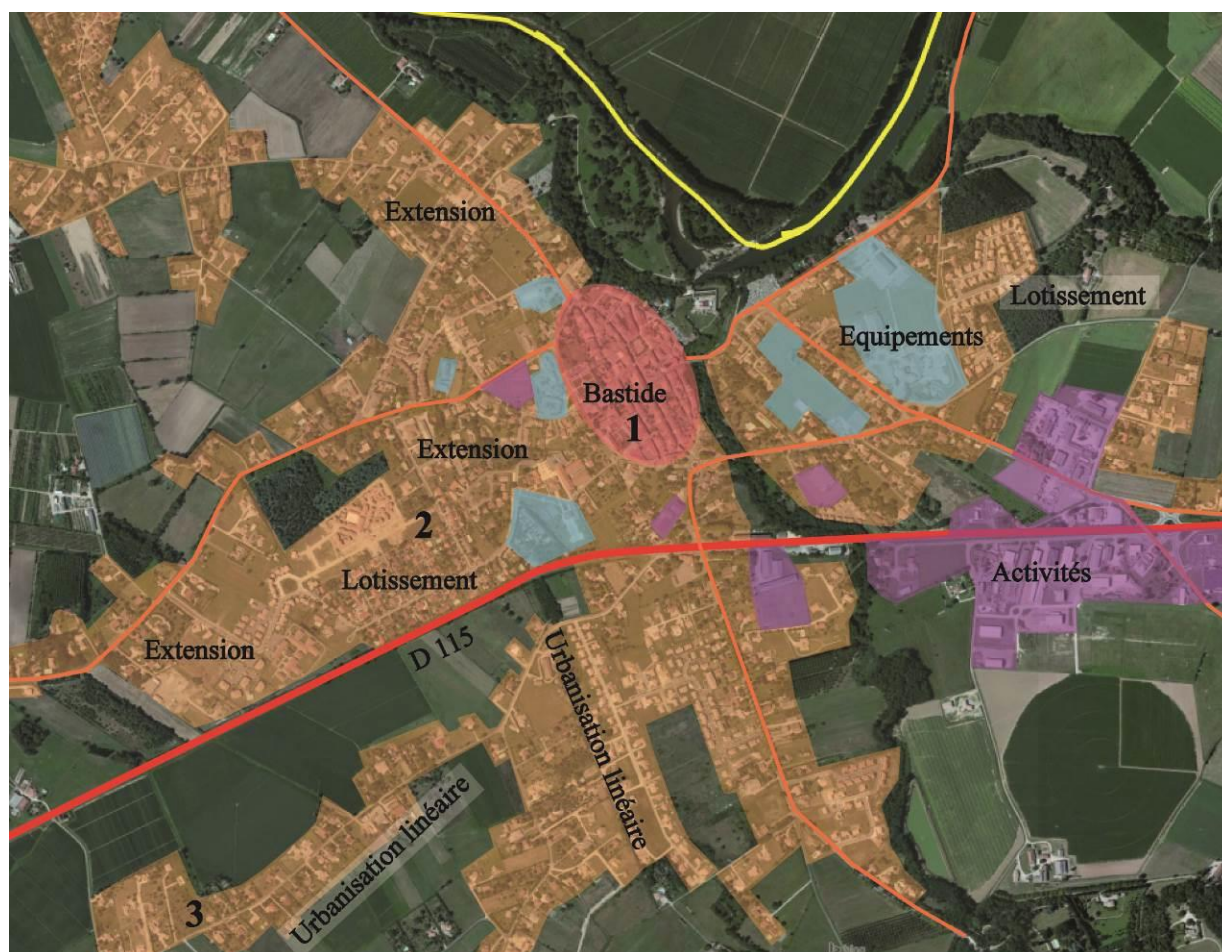 Extension
Lotissement
Equipements
Bastide
1
Extension
2
Lotissement
Activités
Extension
D 115
Urbanisation linéaire
Urbanisation linéaire
3